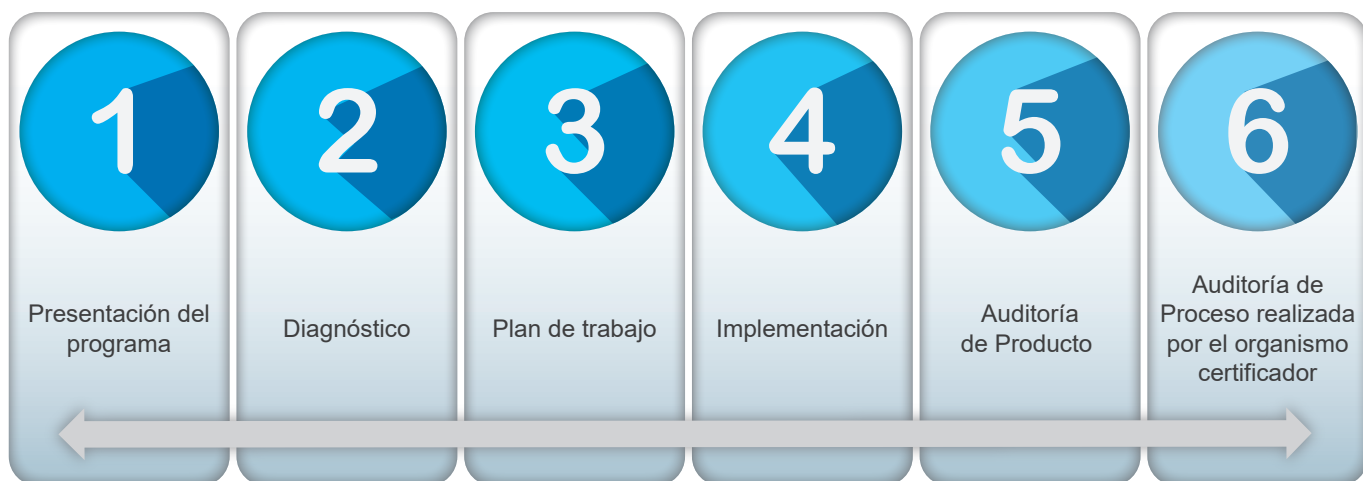 1
Presentación del
programa
2
Diagnóstico
3
Plan de trabajo
4
Implementación
5
Auditoría
de Producto
6
Auditoría de
Proceso realizada
por el organismo
certificador